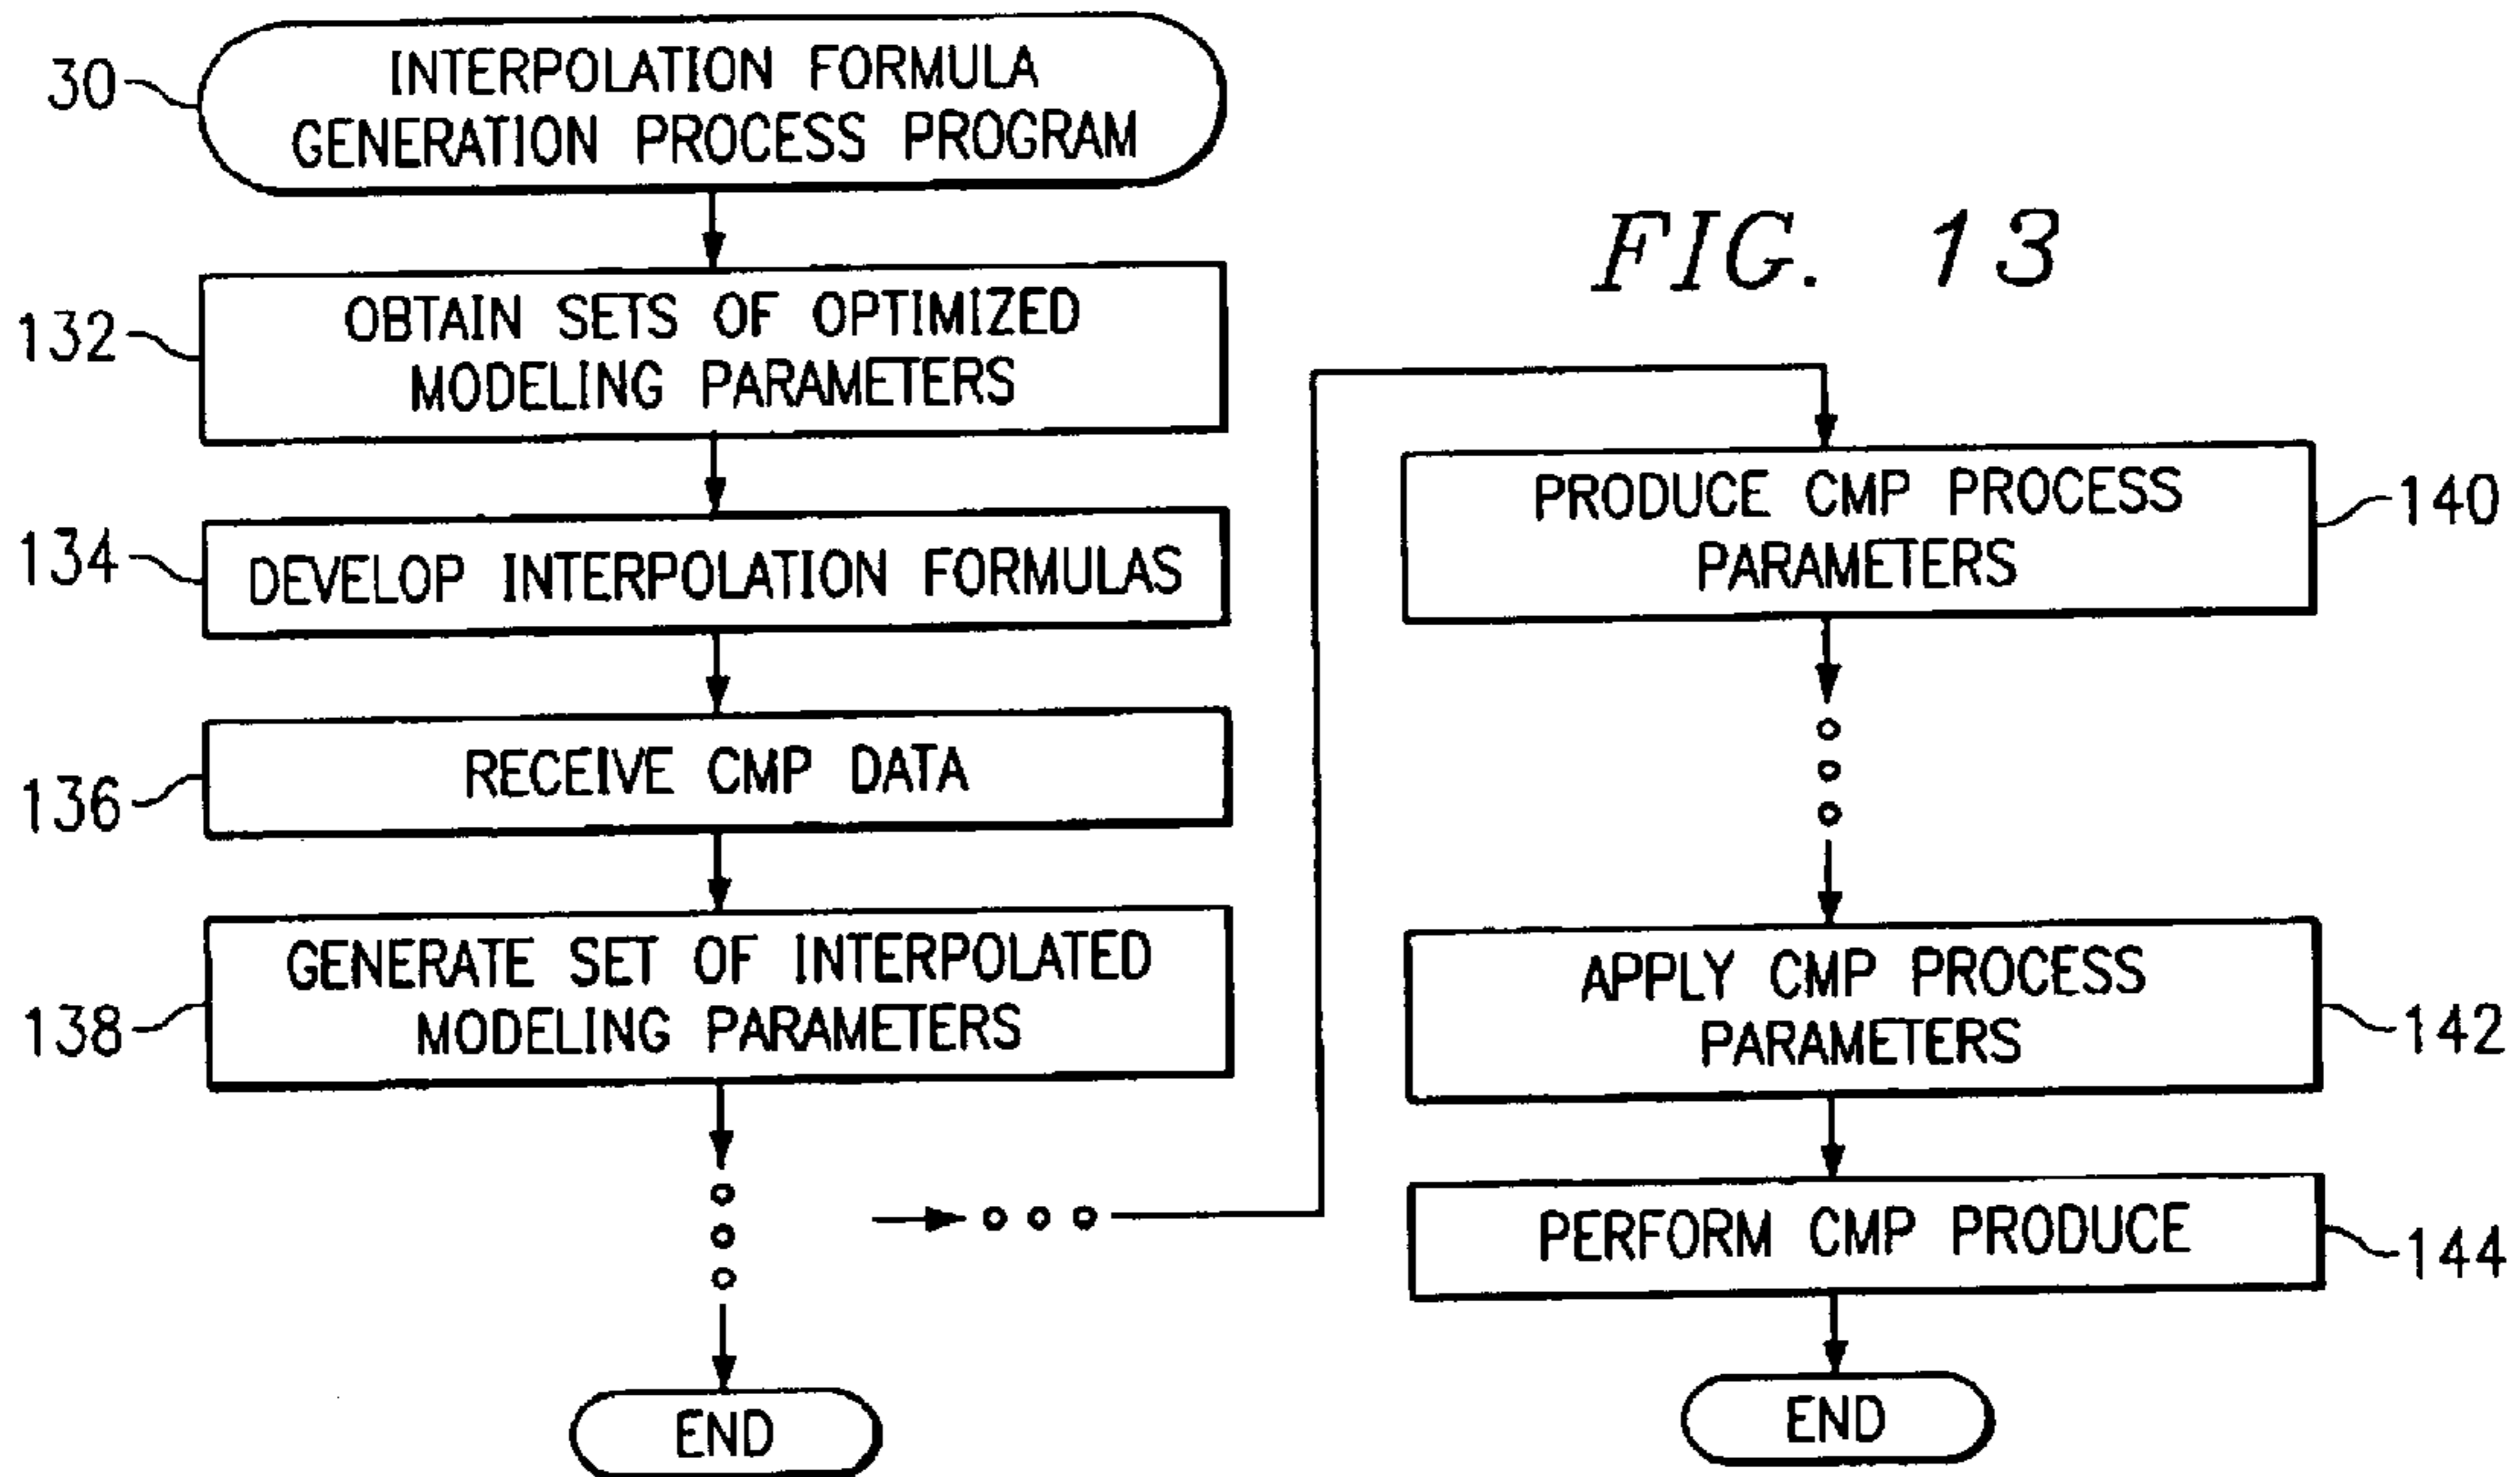 30
INTERPOLATION FORMULA
GENERATION PROCESS PROGRAM
132
OBTAIN SETS OF OPTIMIZED
MODELING PARAMETERS
134
DEVELOP INTERPOLATION FORMULAS
136
RECEIVE CMP DATA
138
GENERATE SET OF INTERPOLATED
MODELING PARAMETERS
END
FIG. 13
PRODUCE CMP PROCESS
PARAMETERS
140
APPLY CMP PROCESS
PARAMETERS
142
PERFORM CMP PRODUCE
144
END